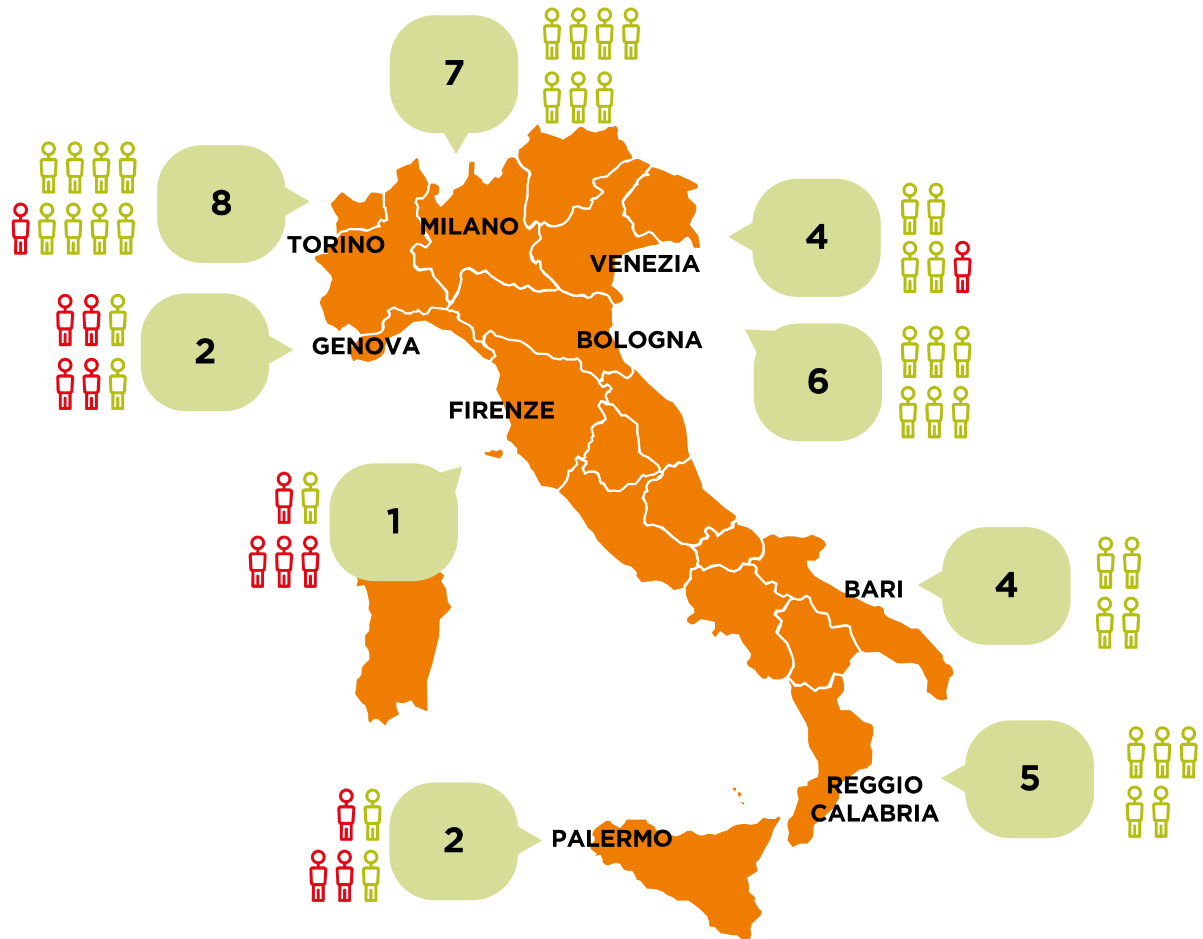 7
8
MILANO
4
TORINO
VENEZIA
2
GENOVA
BOLOGNA
6
FIRENZE
1
BARI
4
REGGIO
CALABRIA
5
PALERMO
2